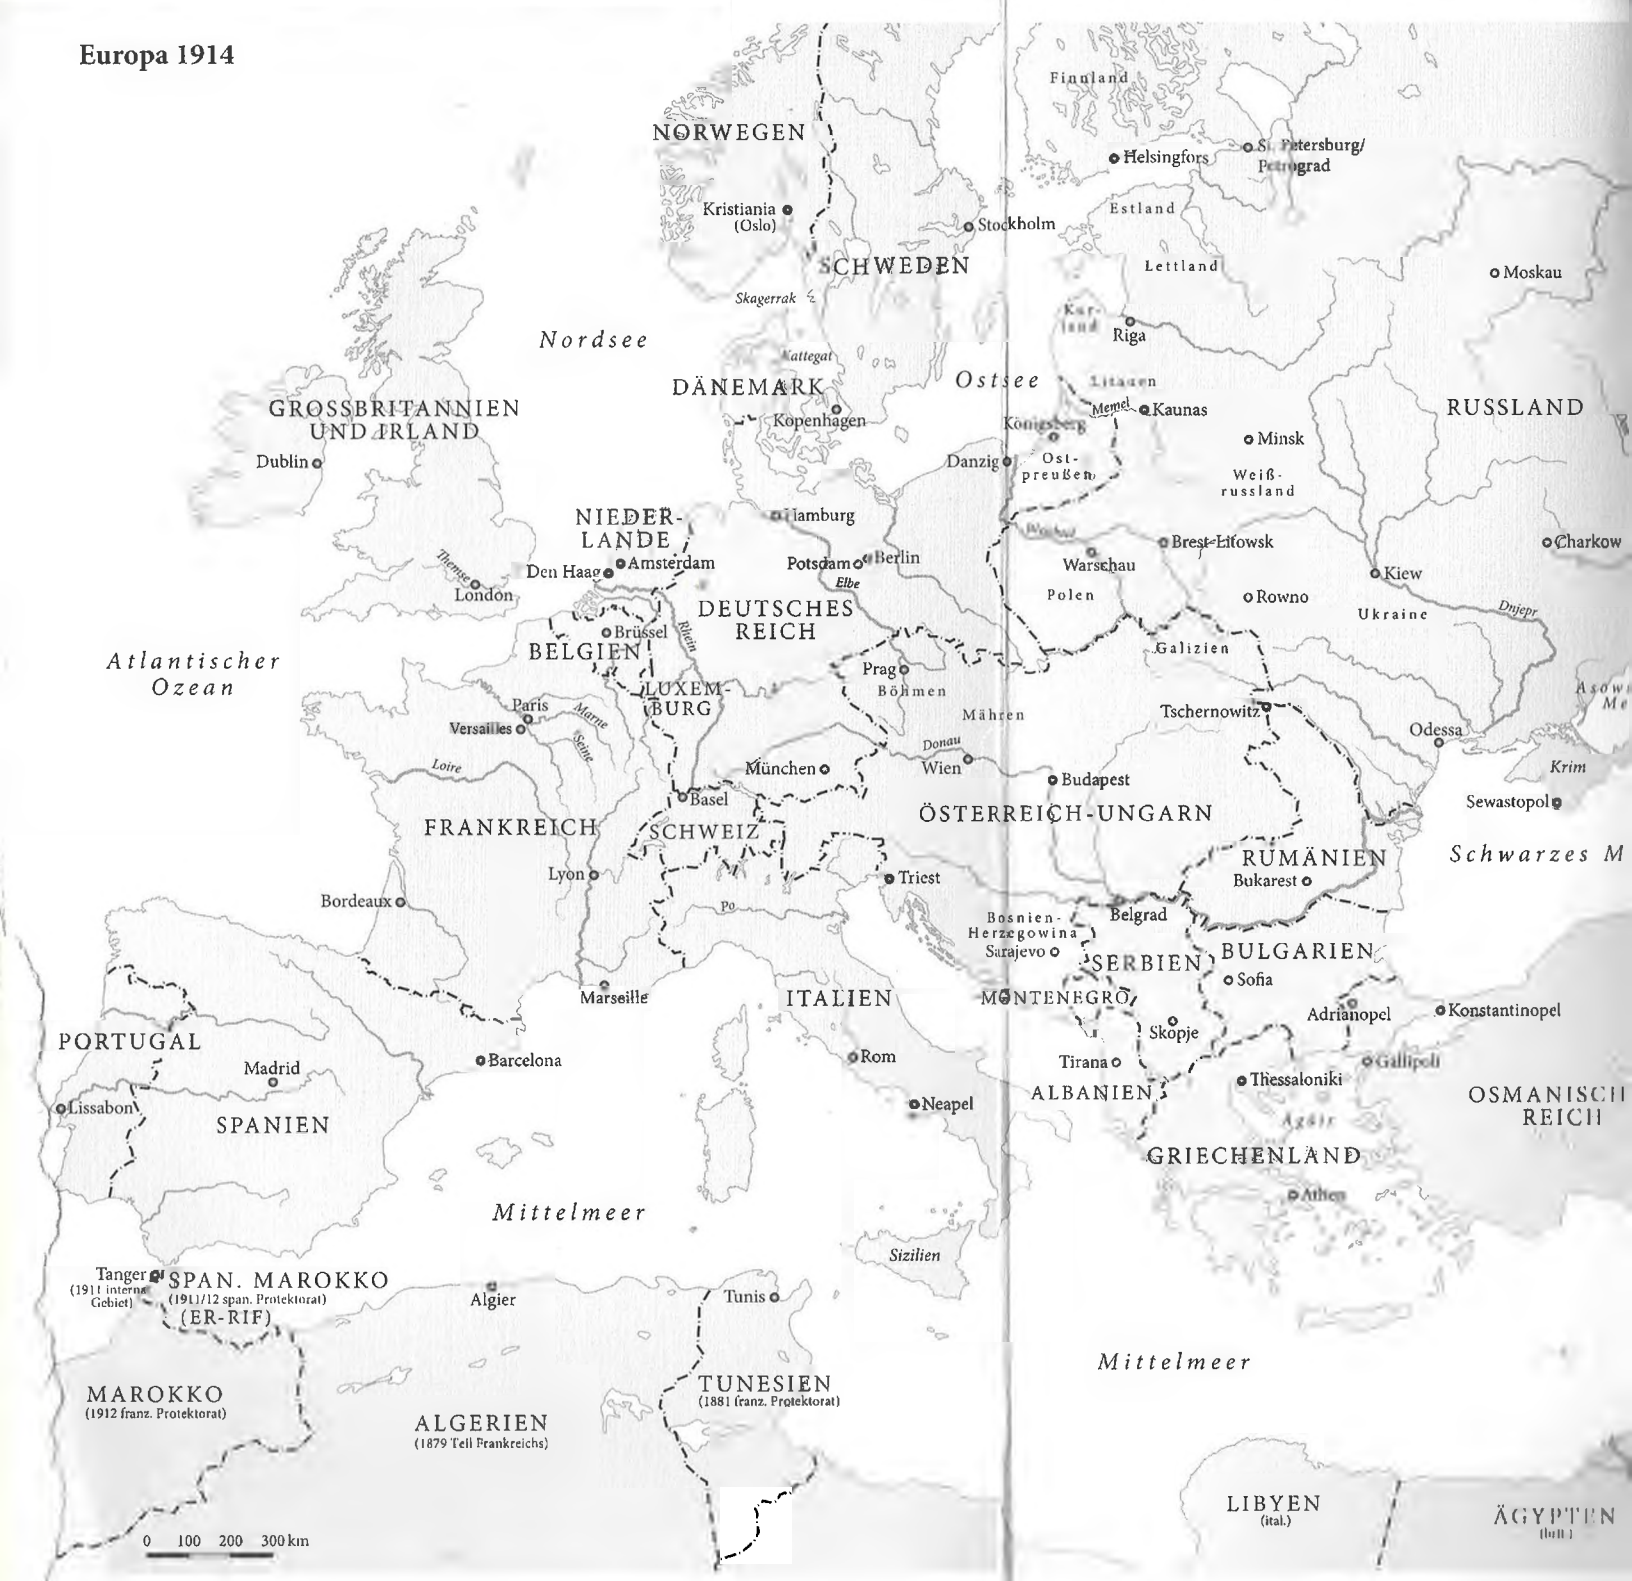 Europa 1914
Finnland
NORWEGEN
Helsingfors
St. Petersburg/
Petrograd
Kristiania
(Oslo)
Estland
Stockholm
SCHWEDEN
Lettland
Moskau
Skagerrak
Kur-
land
Riga
Nordsee
Kattegat
Ostsee
Litauen
DÄNEMARK
Memel
Kaunas
GROSSBRITANNIEN
UND IRLAND
RUSSLAND
Kopenhagen
Königsberg
Minsk
Dublin
Danzig
Ost-
preußen
Weiß-
russland
Hamburg
NIEDER-
LANDE
Weichsel
Brest-Litowsk
Charkow
Themse
Amsterdam
Den Haag
Potsdam
Berlin
Warschau
Kiew
Elbe
London
Polen
Rowno
DEUTSCHES
REICH
Ukraine
Dnjepr
Brüssel
BELGIEN
Rhein
Galizien
Atlantischer
Ozean
Prag
Böhmen
LUXEM-
BURG
Paris
Marne
Mähren
Tschernowitz
Versailles
Seine
Odessa
Donau
Wien
Loire
München
Budapest
Krim
Basel
Sewastopol
ÖSTERREICH-UNGARN
FRANKREICH
SCHWEIZ
RUMÄNIEN
Schwarzes M
Lyon
Triest
Bukarest
Bordeaux
Po
Belgrad
Bosnien-
Herzegowina
Sarajevo
SERBIEN
BULGARIEN
Sofia
Marseille
ITALIEN
MONTENEGRO
Adrianopel
Konstantinopel
Skopje
PORTUGAL
Barcelona
Rom
Tirana
Gallipoli
Madrid
Thessaloniki
ALBANIEN
OSMANISCH
REICH
Lissabon
Neapel
SPANIEN
Ägäis
GRIECHENLAND
Athen
Mittelmeer
Sizilien
Tanger
(1911 intern.
Gebiet)
SPAN. MAROKKO
(1911/12 span. Protektorat)
(ER-RIF)
Algier
Tunis
Mittelmeer
MAROKKO
(1912 franz. Protektorat)
TUNESIEN
(1881 franz. Protektorat)
ALGERIEN
(1879 Teil Frankreichs)
LIBYEN
(ital.)
ÄGYPTEN
(brit.)
0 100 200 300 km